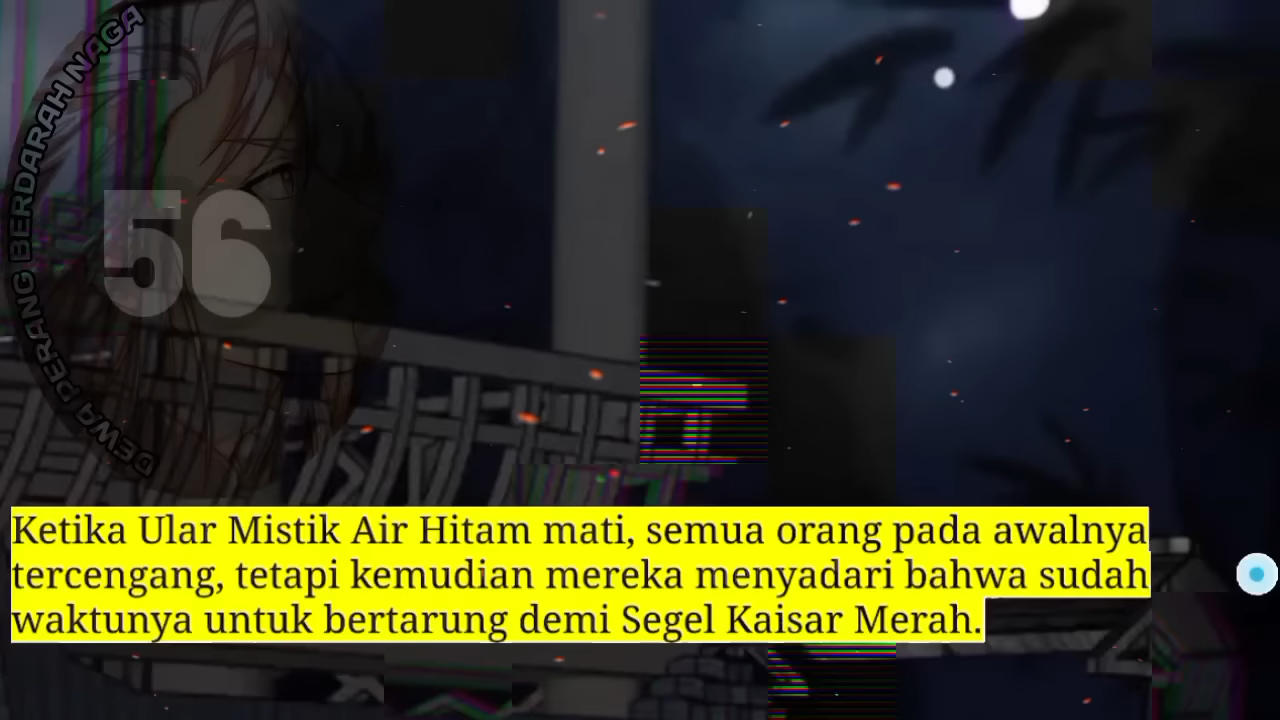 DEWA PERANG BERDARAH NAGA
56
Ketika Ular Mistik Air Hitam mati, semua orang pada awalnya
tercengang, tetapi kemudian mereka menyadari bahwa sudah
waktunya untuk bertarung demi Segel Kaisar Merah.